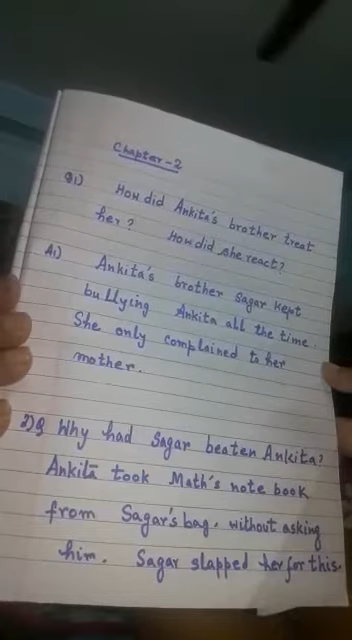 Chapter-2
Q1) How did Ankita's brother treat
her? How did she react?
A1) Ankita's brother Sagar kept
bullying Ankita all the time.
She only complained to her
mother.
2)Q Why had Sagar beaten Ankita?
Ankita took Math's note book
from Sagar's bag, without asking
him. Sagar slapped her for this.